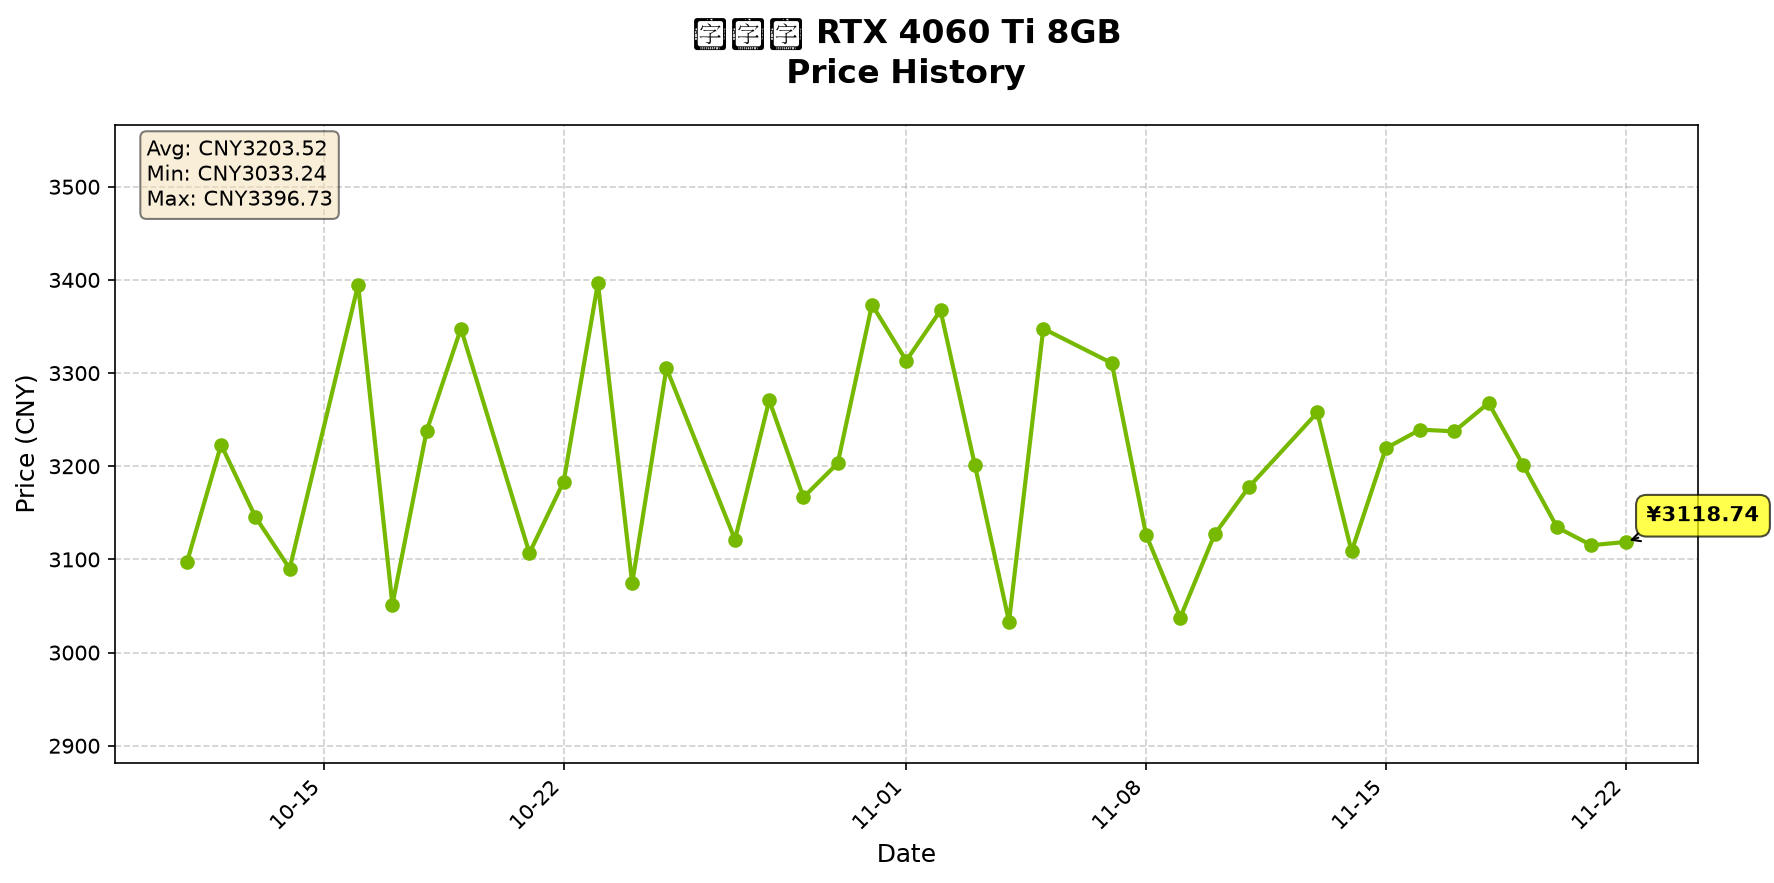 RTX 4060 Ti 8GB
Price History
Avg: CNY3203.52
Min: CNY3033.24
Max: CNY3396.73
Price (CNY)
3500
3400
3300
3200
3100
3000
2900
¥3118.74
10-15
10-22
11-01
11-08
11-15
11-22
Date